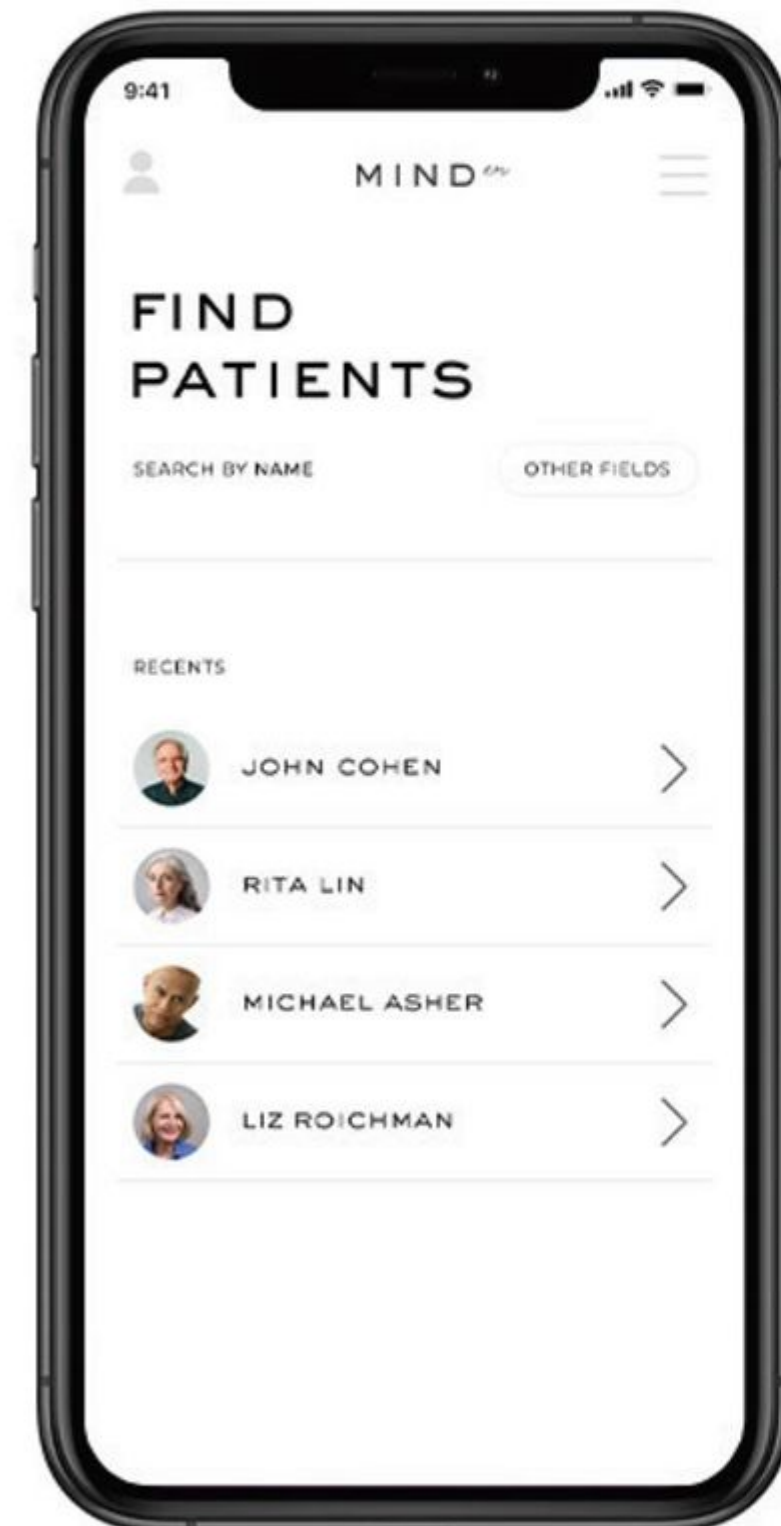 9:41
MIND
FIND
PATIENTS
SEARCH BY NAME
OTHER FIELDS
RECENTS
JOHN COHEN
RITA LIN
MICHAEL ASHER
LIZ ROICHMAN